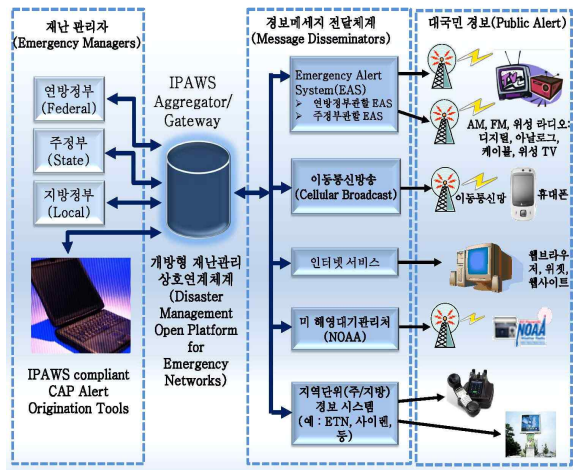 재난 관리자
(Emergency Managers)
연방정부
(Federal)
주정부
(State)
지방정부
(Local)
IPAWS compliant
CAP Alert
Origination Tools
IPAWS
Aggregator/
Gateway
개방형 재난관리
상호연계체계
(Disaster
Management
Open Platform
for
Emergency
Networks)
경보메세지 전달체계
(Message Disseminators)
Emergency Alert
System(EAS)
➢ 연방정부관할 EAS
➢ 주정부관할 EAS
이동통신방송
(Cellular Broadcast)
인터넷 서비스
미 해영대기관리처
(NOAA)
지역단위(주/지방)
경보 시스템
(예 : ETN, 사이렌,
등)
대국민 경보(Public Alert)
AM, FM, 위성 라디오:
디지털, 아날로그,
케이블, 위성 TV
이동통신망
휴대폰
웹브라우
저, 위젯,
웹사이트
NOAA